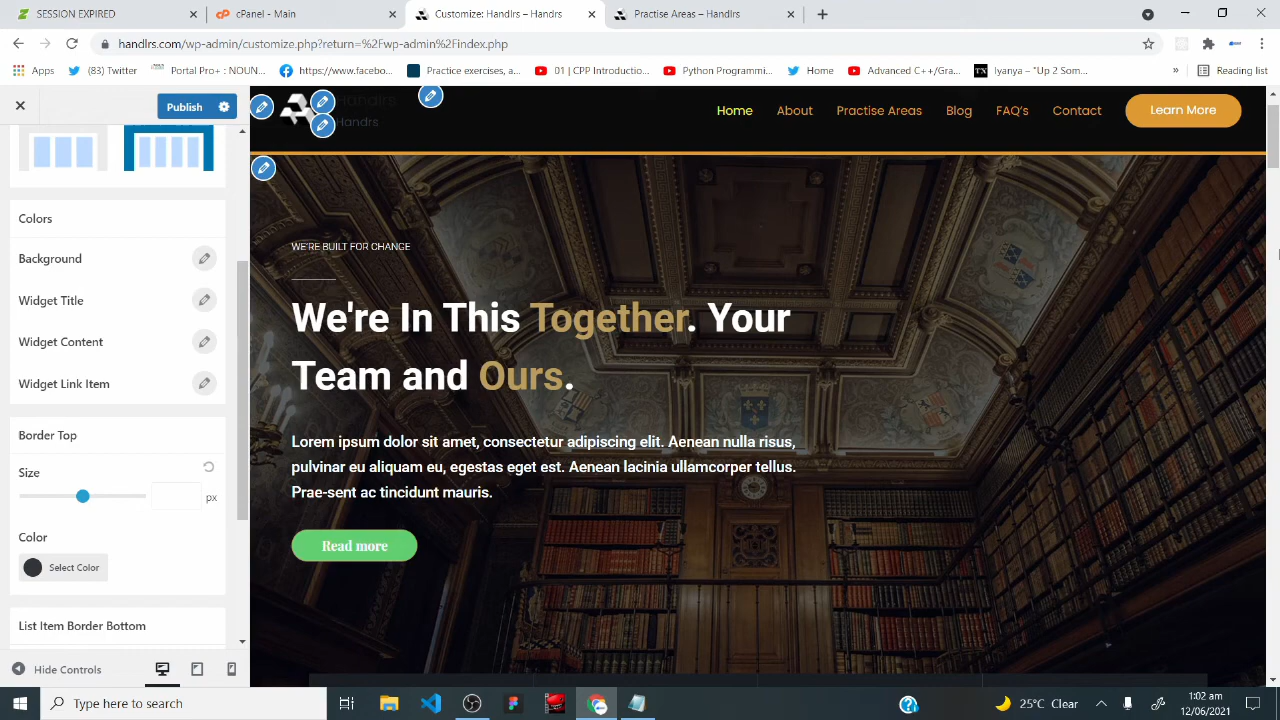 EXPIRED
cPanel – Main
Customize: Handlrs
Practise Areas – Handlrs
handlrs.com/wp-admin/customize.php?return=%2Fwp-admin%2Findex.php
Apps
(83) Twitter
Portal Pro+ : NOUN...
https://www.facebo...
Practice exercises, a...
01 | CPP Introductio...
Python Programmi...
Home
Advanced C++/Gra...
Iyanya – "Up 2 Som...
»
Reading list
Publish
Handlrs
Handrs
Home
About
Practise Areas
Blog
FAQ's
Contact
Learn More
Colors
Background
Widget Title
Widget Content
Widget Link Item
Border Top
Size
px
Color
Select Color
List Item Border Bottom
Hide Controls
WE'RE BUILT FOR CHANGE
We're In This Together. Your
Team and Ours.
Lorem ipsum dolor sit amet, consectetur adipiscing elit. Aenean nulla risus,
pulvinar eu aliquam eu, egestas eget est. Aenean lacinia ullamcorper tellus.
Prae-sent ac tincidunt mauris.
Read more
Type here to search
25°C Clear
1:02 am
12/06/2021